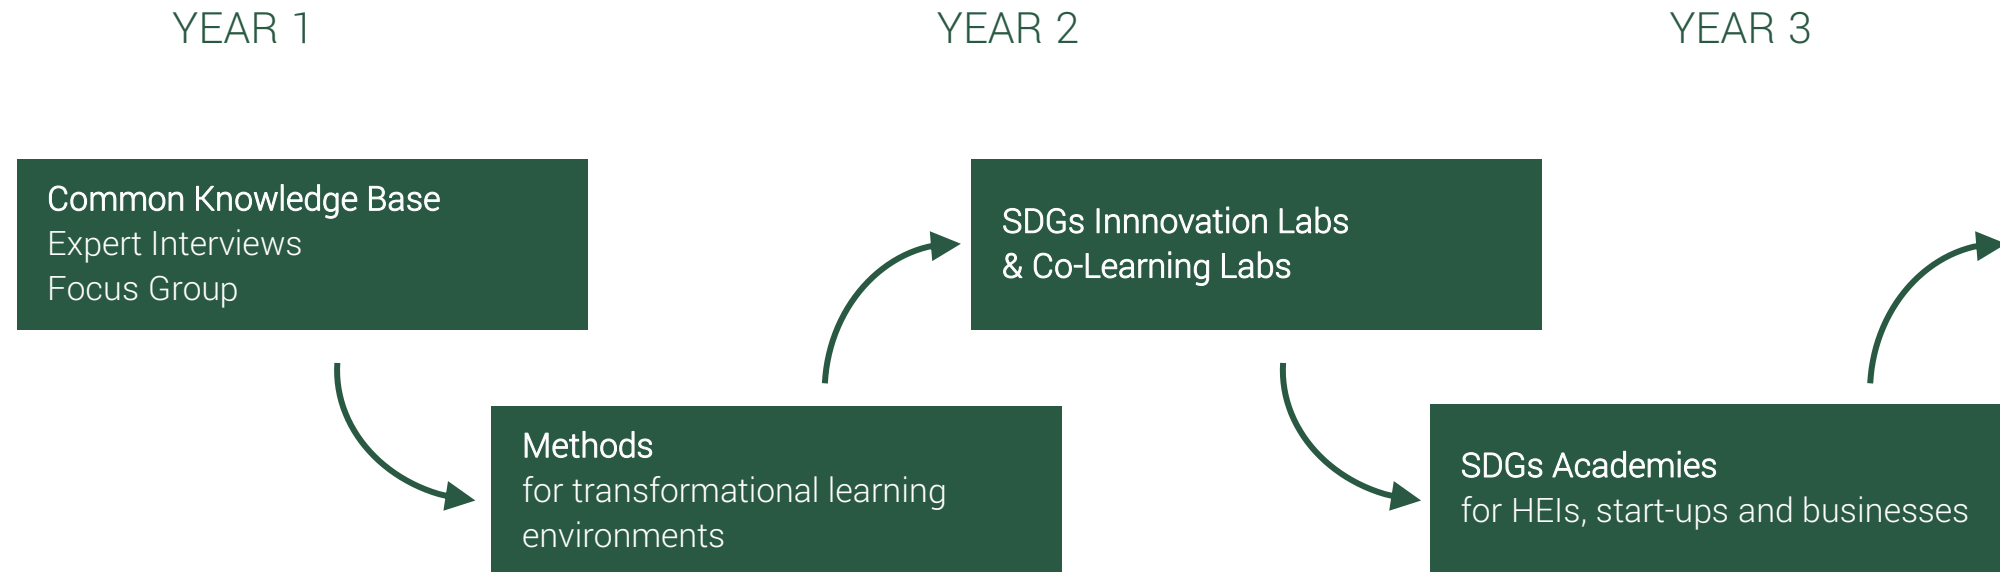 YEAR 1
YEAR 2
YEAR 3
Common Knowledge Base
Expert Interviews
Focus Group
Methods
for transformational learning
environments
SDGs Innnovation Labs
& Co-Learning Labs
SDGs Academies
for HEIs, start-ups and businesses